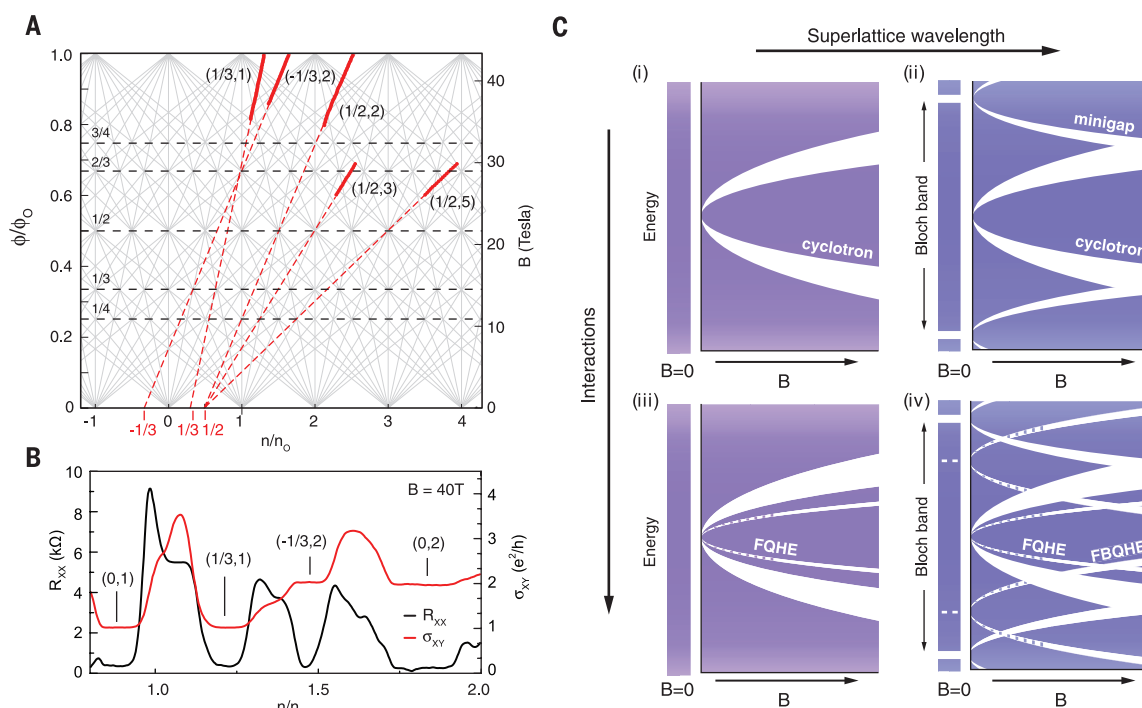 A
1.0
0.8
3/4
2/3
0.6
1/2
0.4
1/3
1/4
0.2
0
ϕ/ϕO
(1/3,1)
(-1/3,2)
(1/2,2)
(1/2,3)
(1/2,5)
40
30
20
10
0
B (Tesla)
-1
0
1
2
3
4
-1/3
1/3
1/2
n/nO
B
10
8
6
4
2
0
RXX (kΩ)
B = 40T
(0,1)
(1/3,1)
(-1/3,2)
(0,2)
RXX
σXY
4
3
2
1
0
σXY (e²/h)
1.0
1.5
2.0
C
Superlattice wavelength
Interactions
(i)
Energy
cyclotron
B=0
B
(ii)
Bloch band
minigap
cyclotron
B=0
B
(iii)
Energy
FQHE
B=0
B
(iv)
Bloch band
FQHE
FBQHE
B=0
B